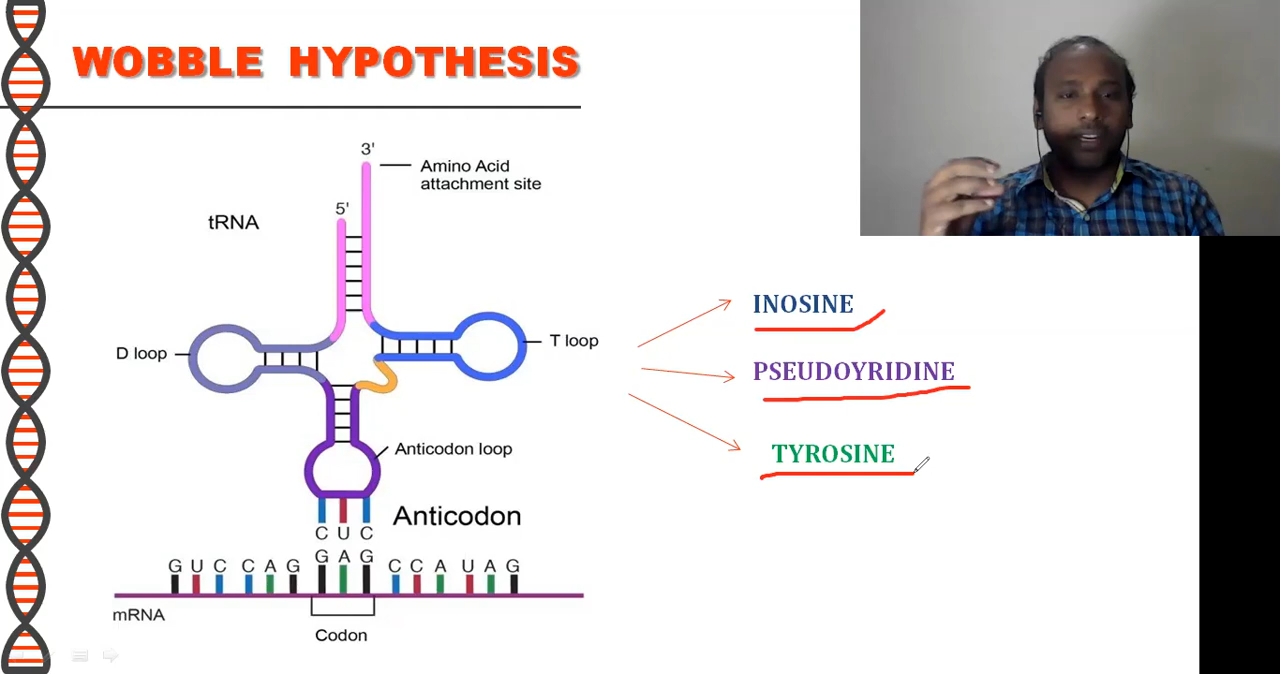 WOBBLE HYPOTHESIS
3'
Amino Acid
attachment site
5'
tRNA
D loop
T loop
Anticodon loop
Anticodon
C U C
G A G
G U C C A G
C C A U A G
mRNA
Codon
INOSINE
PSEUDOYRIDINE
TYROSINE